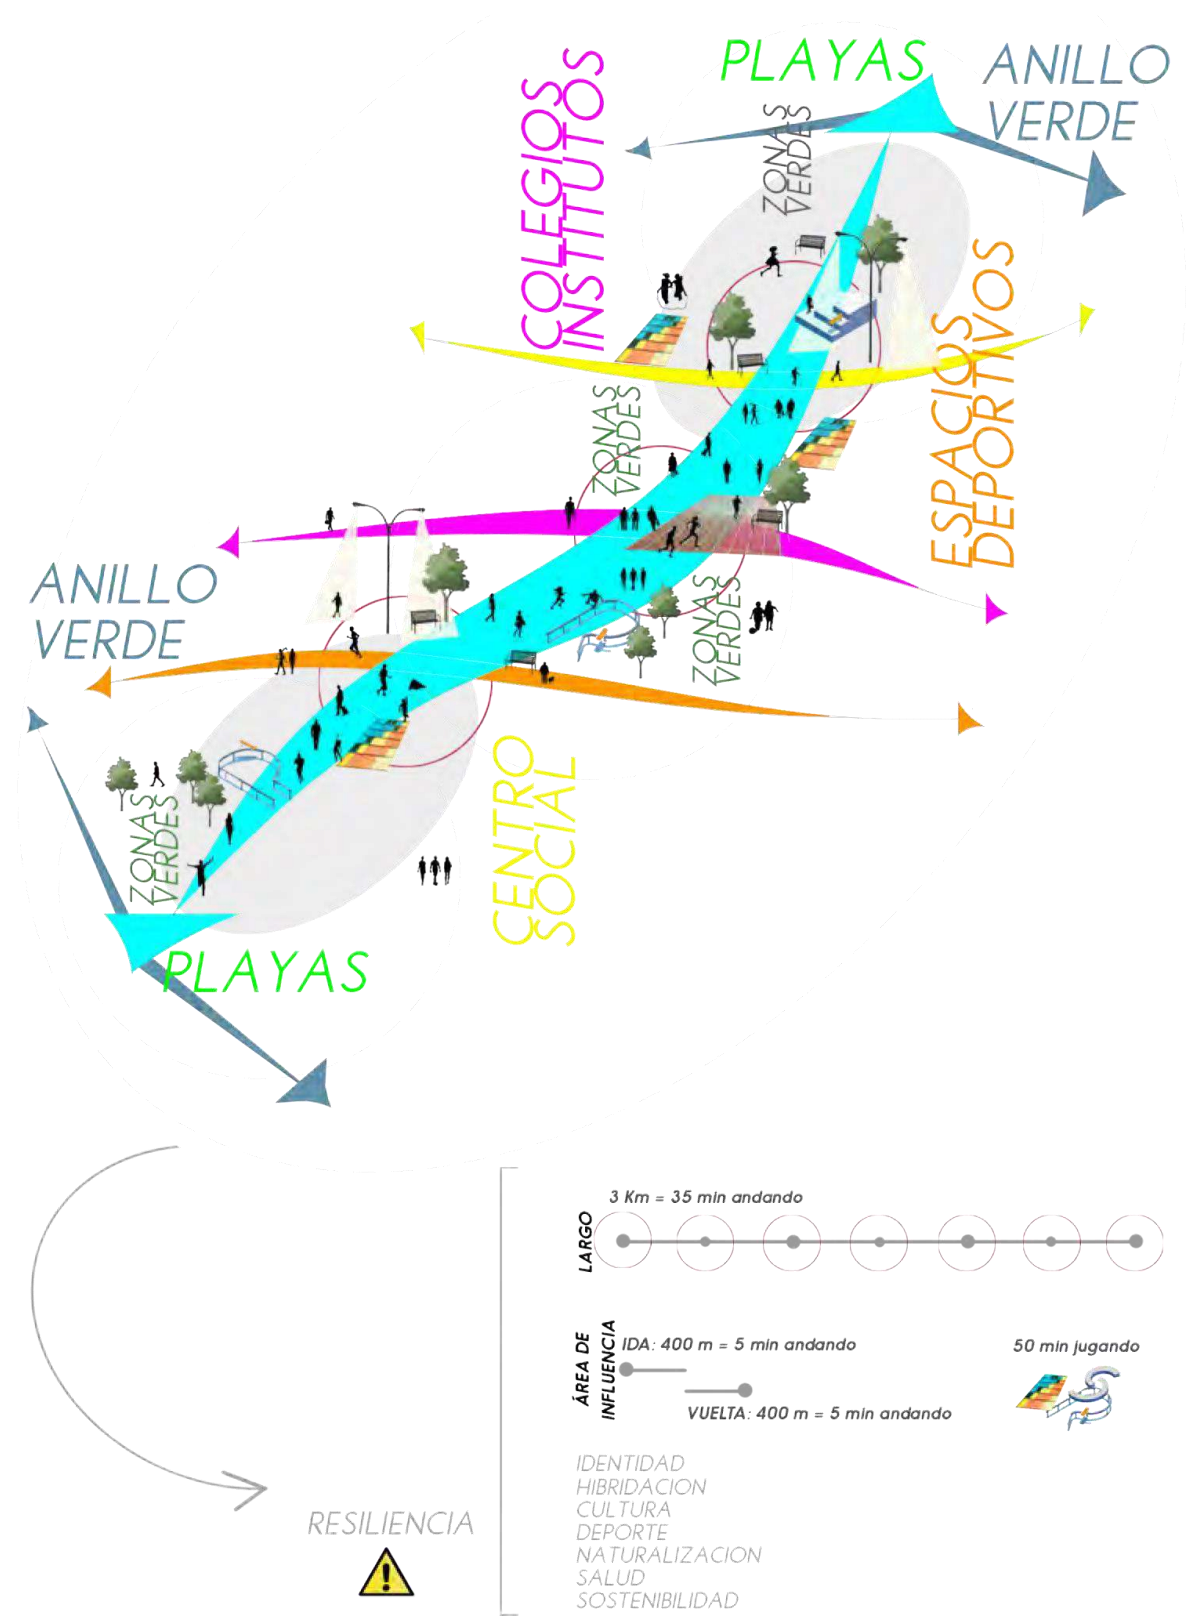 PLAYAS
ANILLO
VERDE
COLEGIOS
INSTITUTOS
ZONAS
VERDES
ESPACIOS
DEPORTIVOS
ZONAS
VERDES
ANILLO
VERDE
ZONAS
VERDES
CENTRO
SOCIAL
ZONAS
VERDES
PLAYAS
3 Km = 35 min andando
LARGO
ÁREA DE
INFLUENCIA
IDA: 400 m = 5 min andando
50 min jugando
VUELTA: 400 m = 5 min andando
IDENTIDAD
HIBRIDACION
CULTURA
DEPORTE
NATURALIZACION
SALUD
SOSTENIBILIDAD
RESILIENCIA